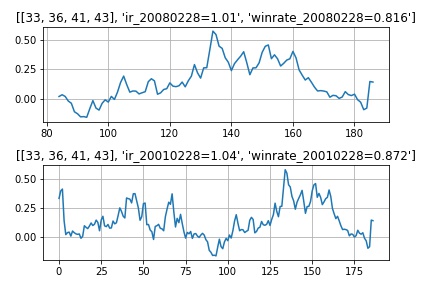 [[33, 36, 41, 43], 'ir_20080228=1.01', 'winrate_20080228=0.816']
0.50
0.25
0.00
80 100 120 140 160 180
[[33, 36, 41, 43], 'ir_20010228=1.04', 'winrate_20010228=0.872']
0.50
0.25
0.00
0 25 50 75 100 125 150 175